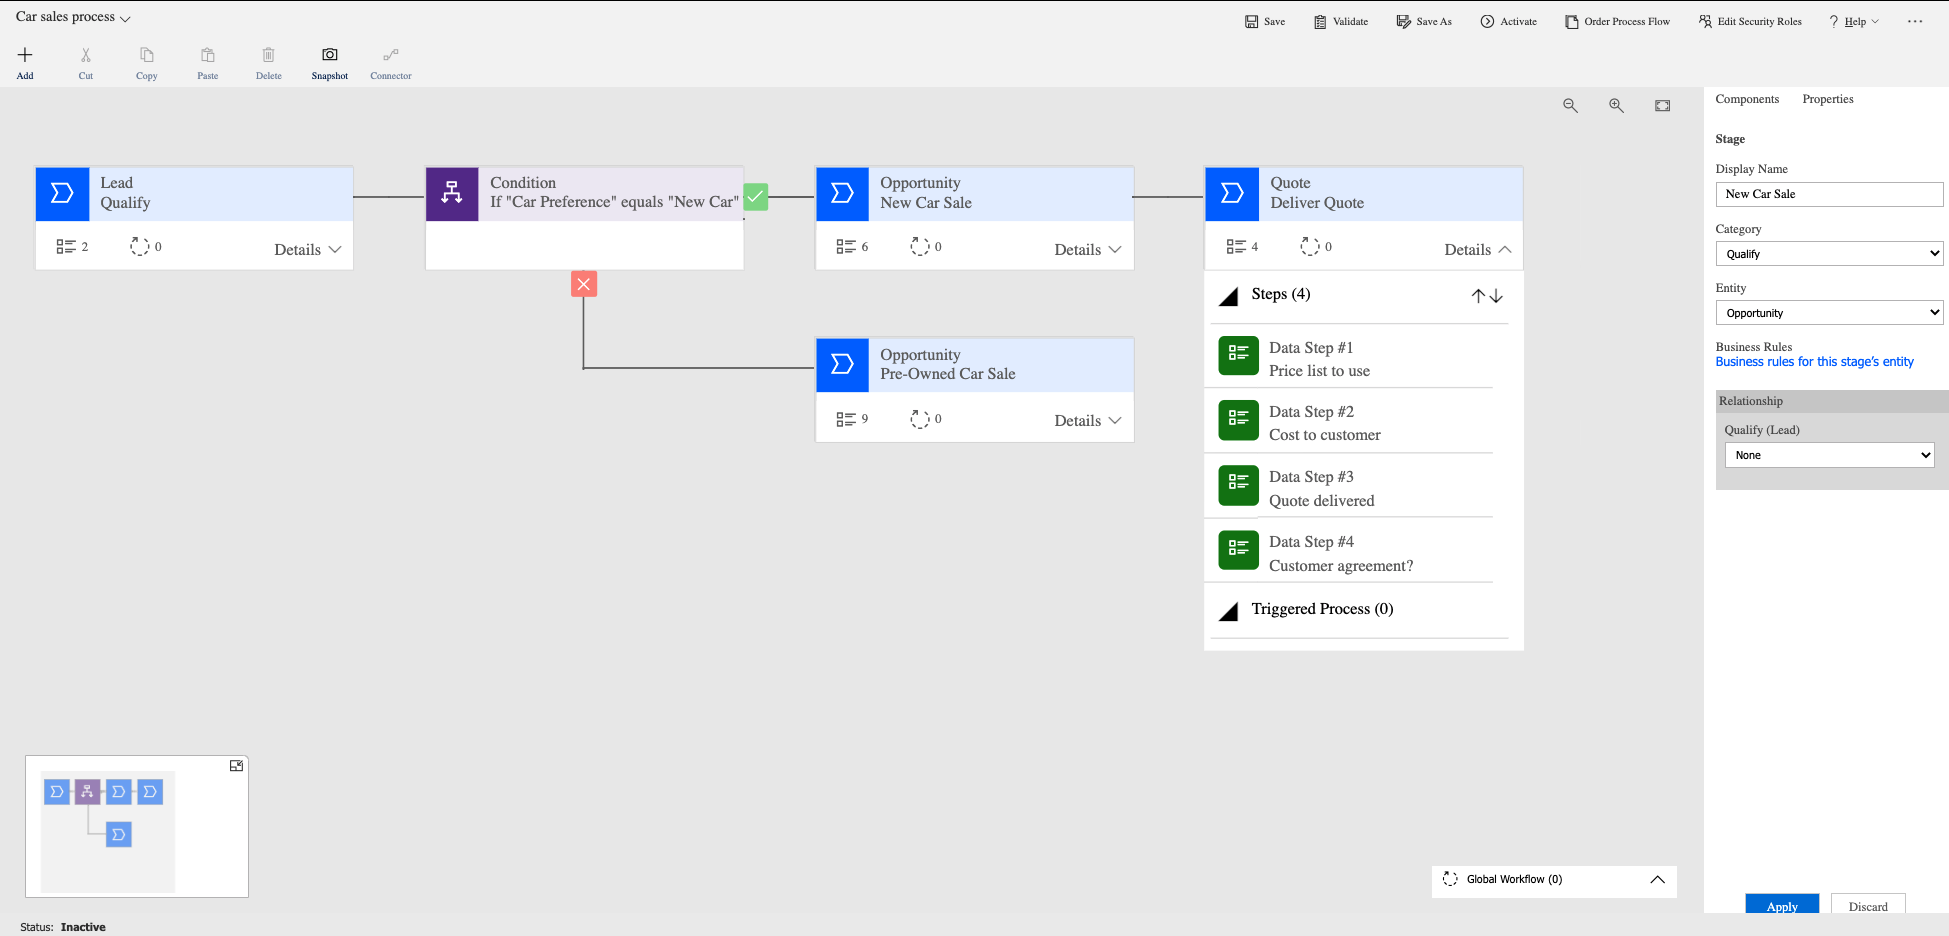 Car sales process
Save
Validate
Save As
Activate
Order Process Flow
Edit Security Roles
? Help
...
Add
Cut
Copy
Paste
Delete
Snapshot
Connector
Components
Properties
Lead
Qualify
2
0
Details
Condition
If "Car Preference" equals "New Car"
Opportunity
New Car Sale
6
0
Details
Quote
Deliver Quote
4
0
Details
Steps (4)
Data Step #1
Price list to use
Data Step #2
Cost to customer
Data Step #3
Quote delivered
Data Step #4
Customer agreement?
Triggered Process (0)
Opportunity
Pre-Owned Car Sale
9
0
Details
Stage
Display Name
New Car Sale
Category
Qualify
Entity
Opportunity
Business Rules
Business rules for this stage's entity
Relationship
Qualify (Lead)
None
Global Workflow (0)
Apply
Discard
Status: Inactive